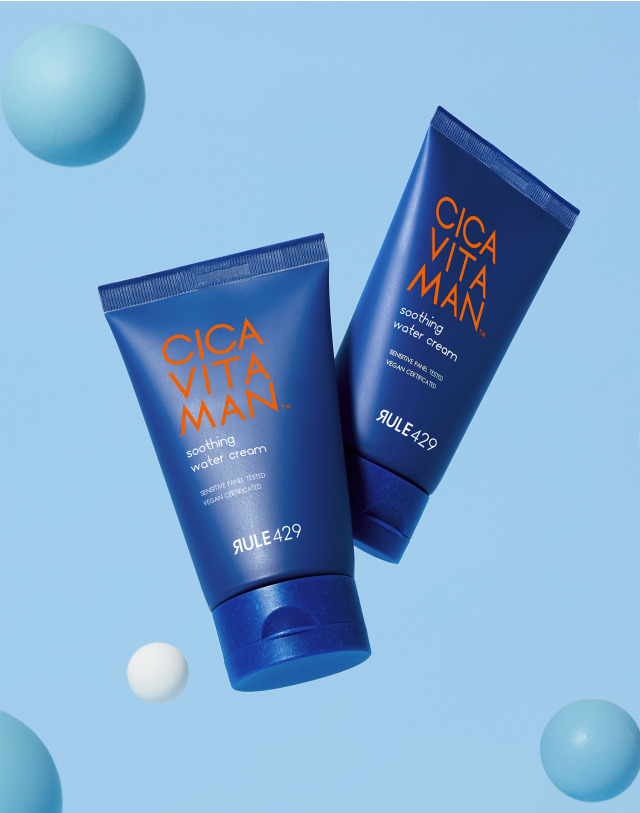 CICA
VITA
MAN™
soothing
water cream
SENSITIVE PANEL TESTED
VEGAN CERTIFICATED
ЯULE429
CICA
VITA
MAN™
soothing
water cream
SENSITIVE PANEL TESTED
VEGAN CERTIFICATED
ЯULE429